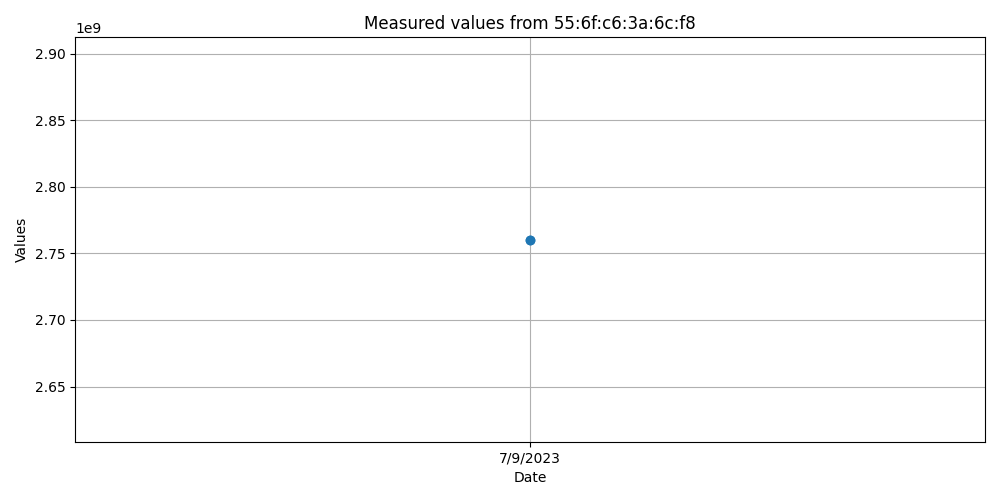 Measured values from 55:6f:c6:3a:6c:f8
1e9
2.90
2.85
2.80
2.75
2.70
2.65
Values
7/9/2023
Date